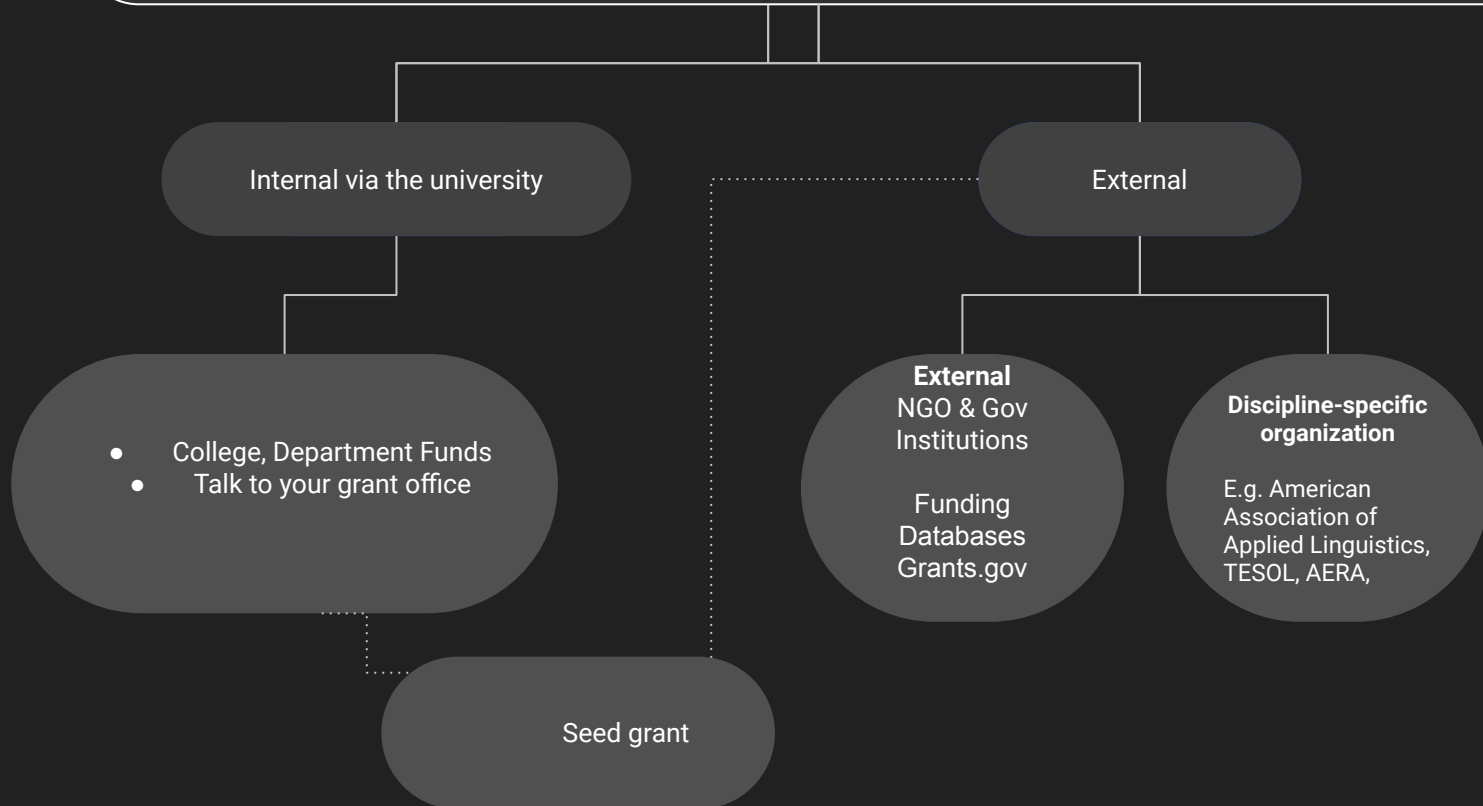 Internal via the university
External
● College, Department Funds
● Talk to your grant office
External
NGO & Gov
Institutions
Funding
Databases
Grants.gov
Discipline-specific
organization
E.g. American
Association of
Applied Linguistics,
TESOL, AERA,
Seed grant